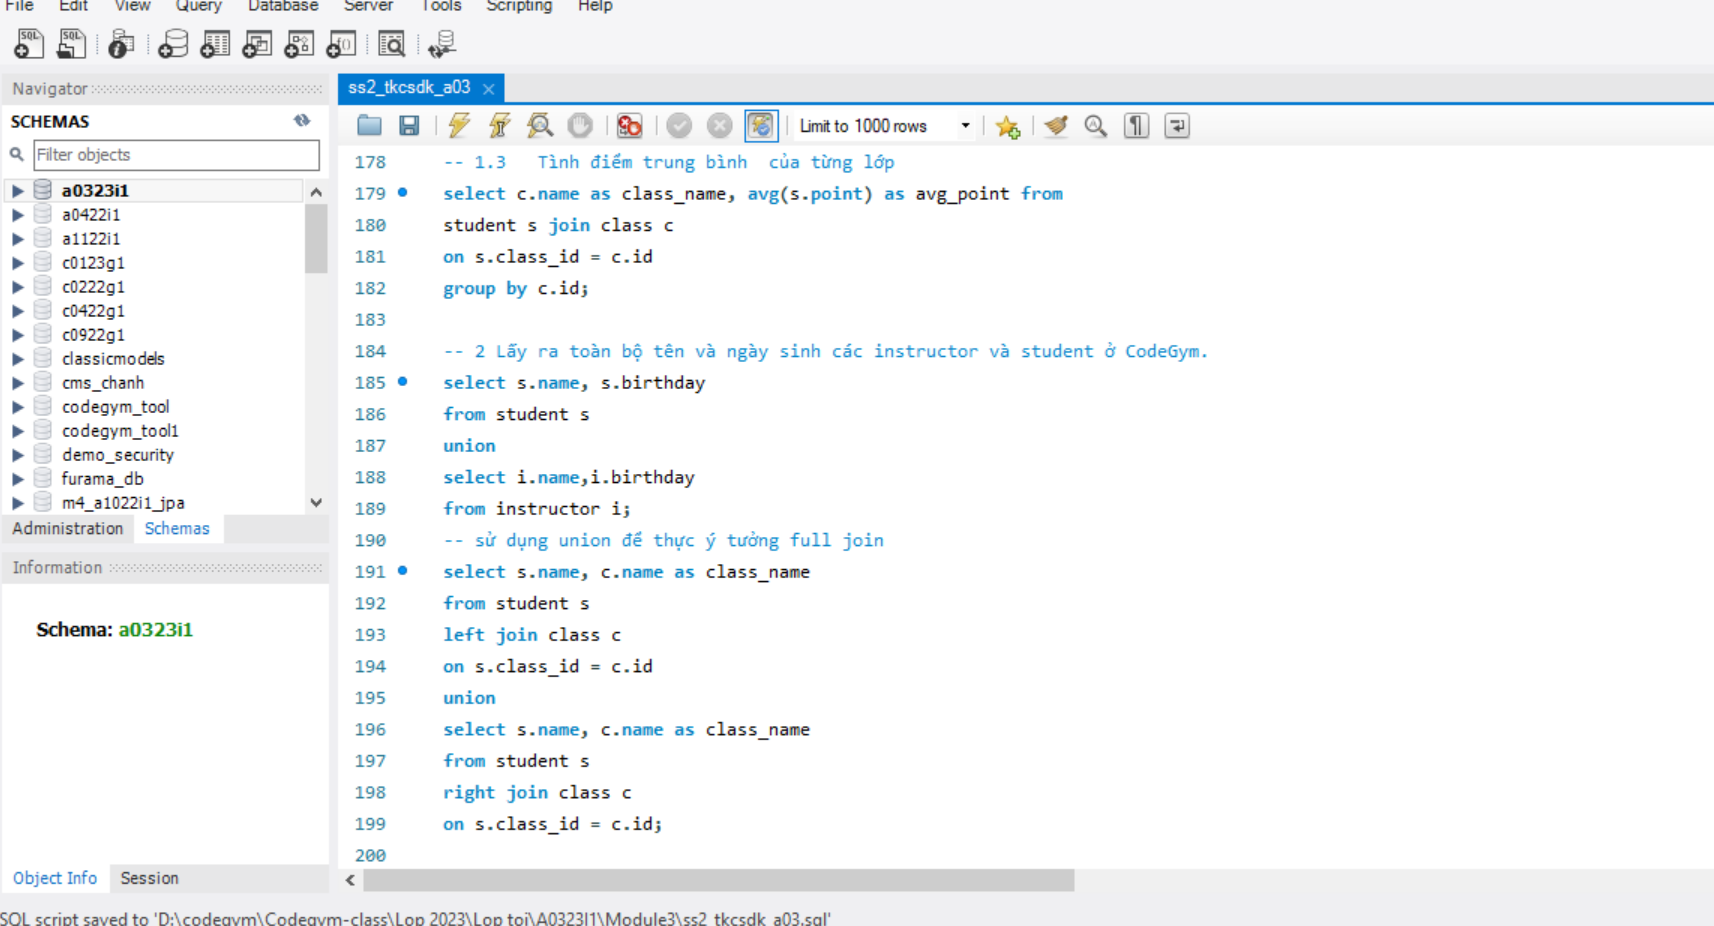 File Edit View Query Database Server Tools Scripting Help
Navigator
SCHEMAS
Filter objects
a0323i1
a0422i1
a1122i1
c0123g1
c0222g1
c0422g1
c0922g1
classicmodels
cms_chanh
codegym_tool
codegym_tool1
demo_security
furama_db
m4_a1022i1_jpa
Administration Schemas
Information
Schema: a0323i1
Object Info Session
ss2_tkcsdk_a03
Limit to 1000 rows
178 -- 1.3 Tình điểm trung bình của từng lớp
179 select c.name as class_name, avg(s.point) as avg_point from
180 student s join class c
181 on s.class_id = c.id
182 group by c.id;
183
184 -- 2 Lấy ra toàn bộ tên và ngày sinh các instructor và student ở CodeGym.
185 select s.name, s.birthday
186 from student s
187 union
188 select i.name,i.birthday
189 from instructor i;
190 -- sử dụng union để thực ý tưởng full join
191 select s.name, c.name as class_name
192 from student s
193 left join class c
194 on s.class_id = c.id
195 union
196 select s.name, c.name as class_name
197 from student s
198 right join class c
199 on s.class_id = c.id;
200
SQL script saved to 'D:\codegym\Codegym-class\Lop 2023\Lop toi\A0323I1\Module3\ss2_tkcsdk_a03.sql'